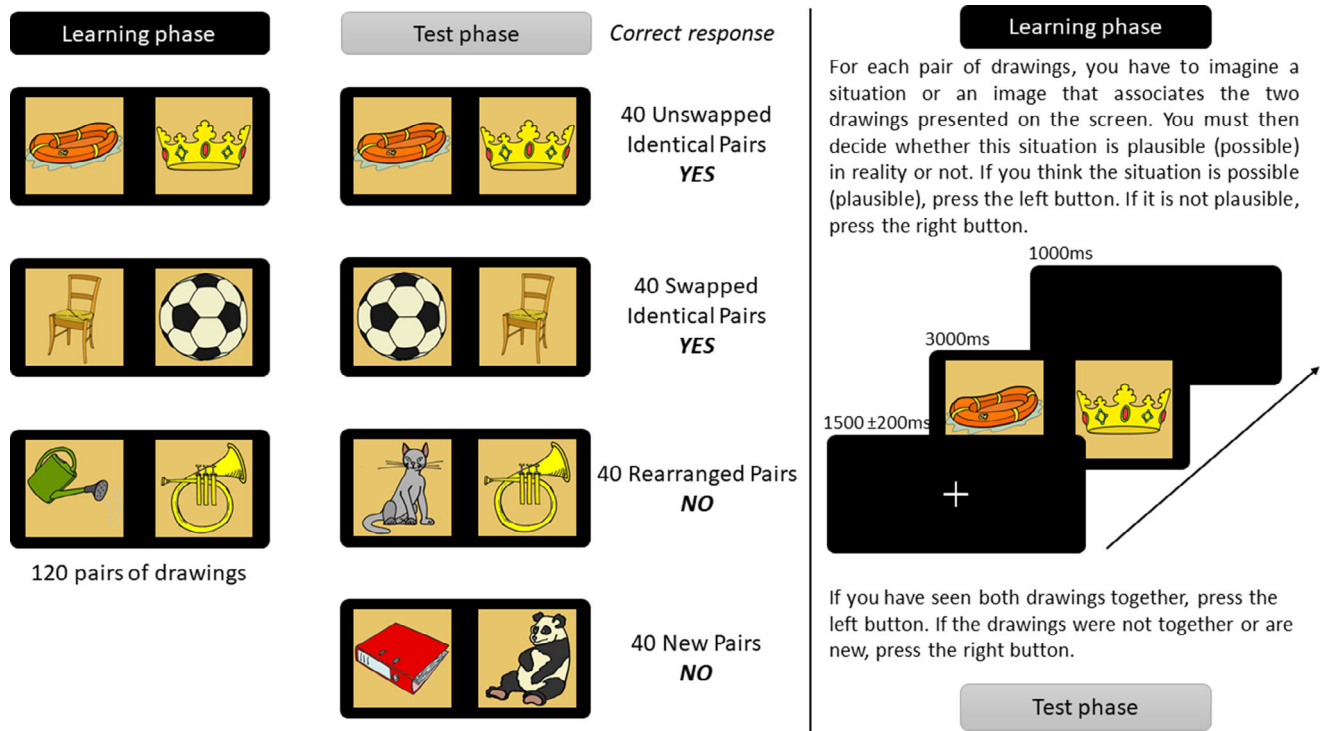 Learning phase
Test phase
Correct response
40 Unswapped
Identical Pairs
YES
40 Swapped
Identical Pairs
YES
40 Rearranged Pairs
NO
120 pairs of drawings
40 New Pairs
NO
Learning phase
For each pair of drawings, you have to imagine a
situation or an image that associates the two
drawings presented on the screen. You must then
decide whether this situation is plausible (possible)
in reality or not. If you think the situation is possible
(plausible), press the left button. If it is not plausible,
press the right button.
1000ms
3000ms
1500 ±200ms
If you have seen both drawings together, press the
left button. If the drawings were not together or are
new, press the right button.
Test phase